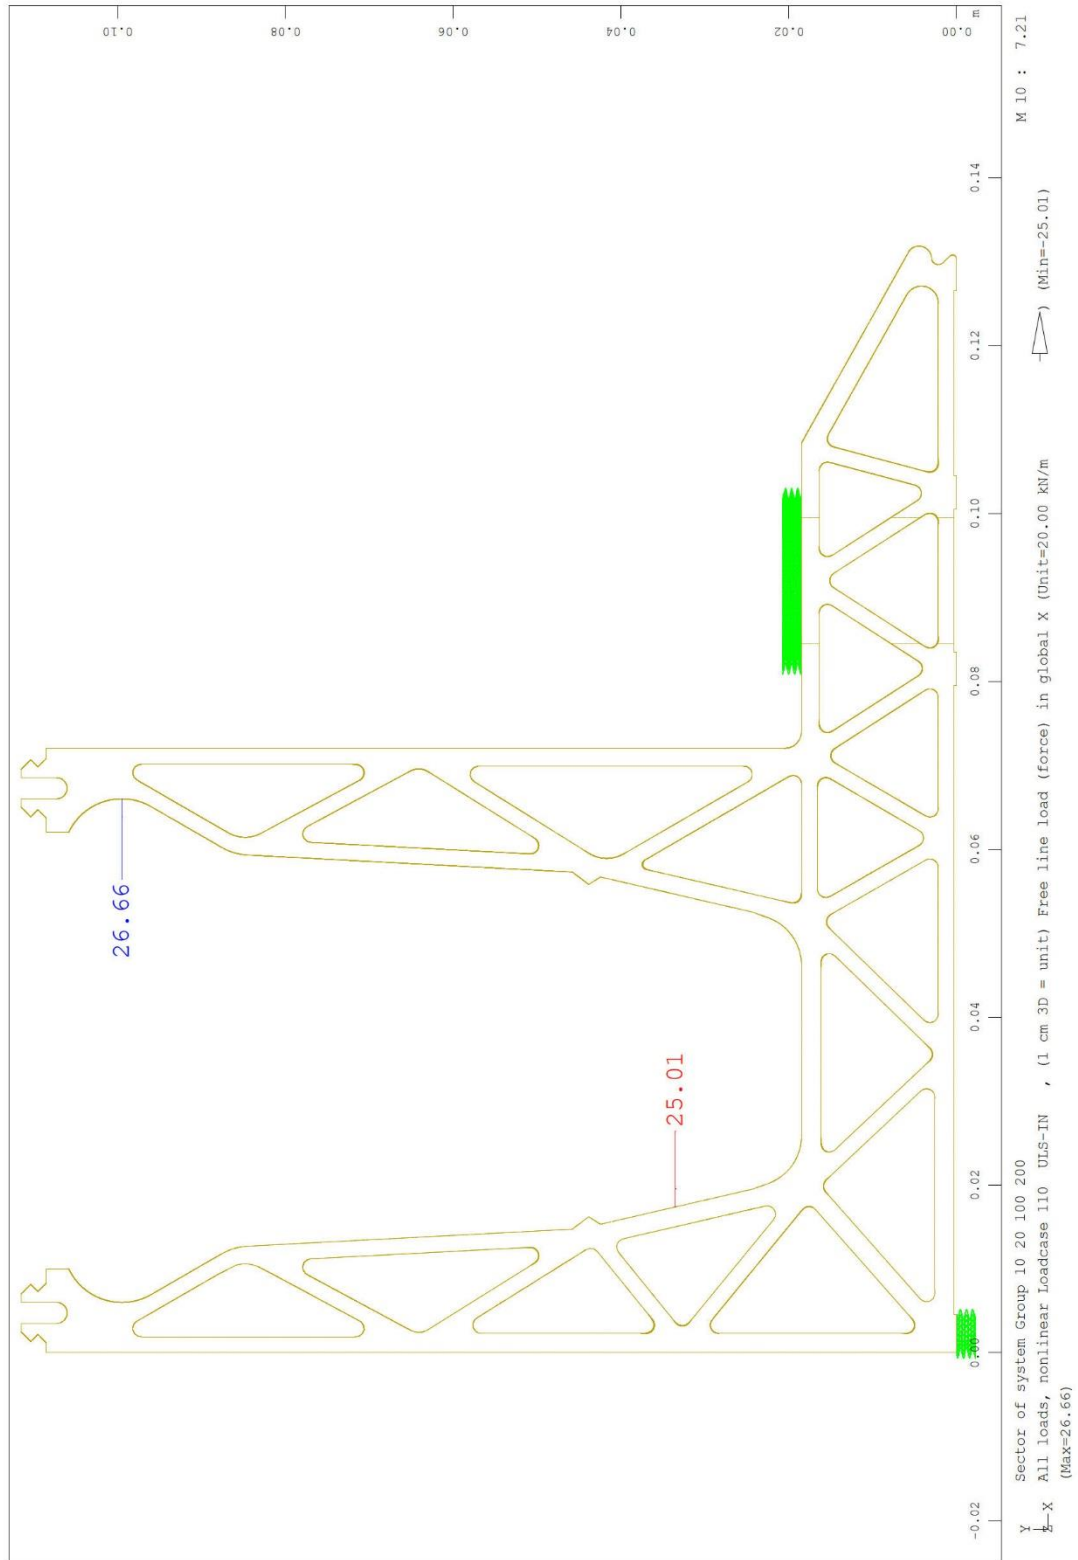 26.66
25.01
0.10
0.08
0.06
0.04
0.02
m
0.00
-0.02
0.00
0.02
0.04
0.06
0.08
0.10
0.12
0.14
Y
X
Sector of system Group 10 20 100 200
M 10 : 7.21
All loads, nonlinear Loadcase 110 ULS-IN , (1 cm 3D = unit) Free line load (force) in global X (Unit=20.00 kN/m ) (Min=-25.01)
(Max=26.66)